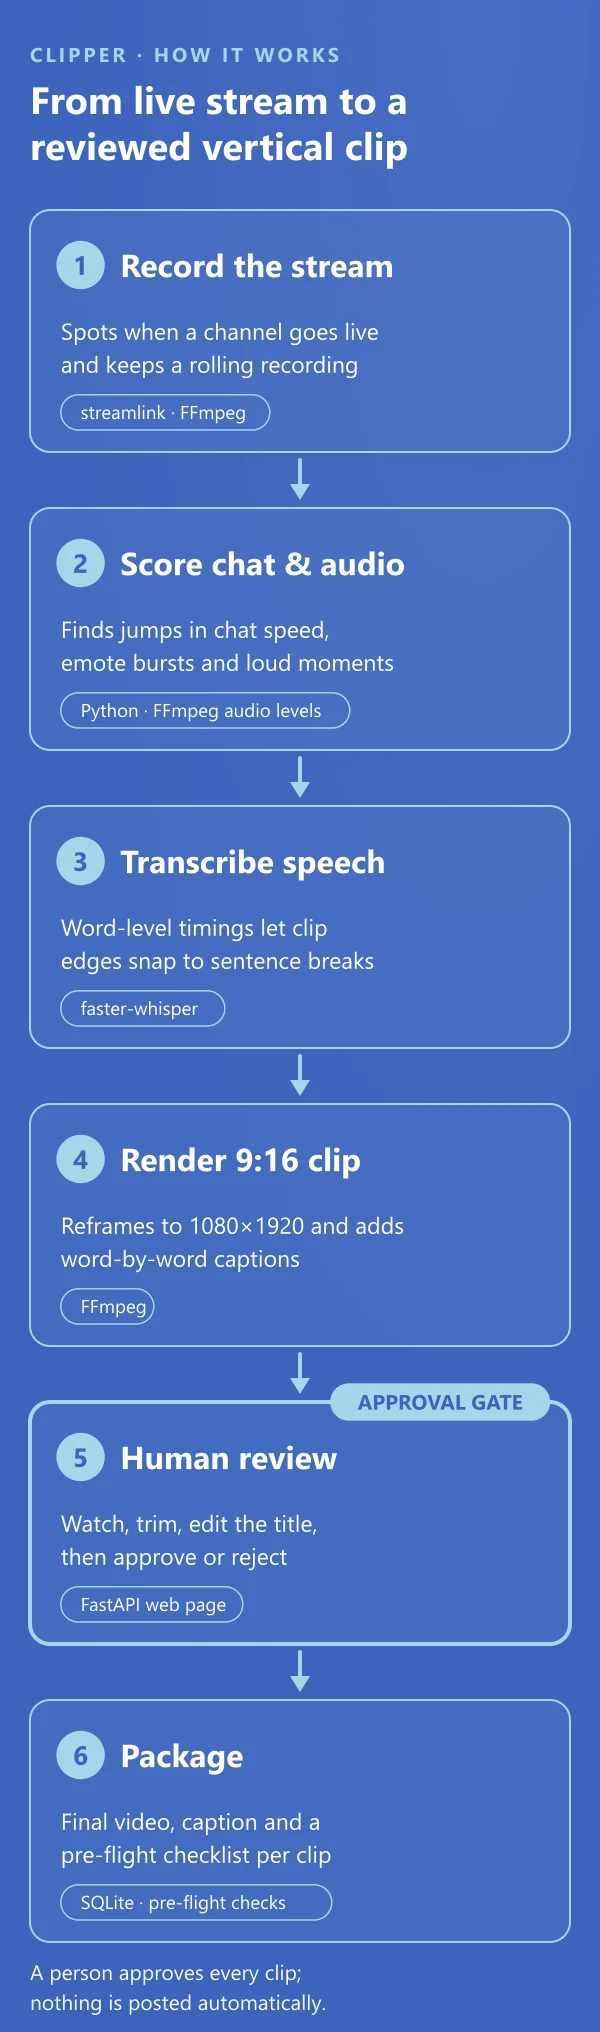 CLIPPER · HOW IT WORKS
From live stream to a
reviewed vertical clip
1 Record the stream
Spots when a channel goes live
and keeps a rolling recording
streamlink · FFmpeg
2 Score chat & audio
Finds jumps in chat speed,
emote bursts and loud moments
Python · FFmpeg audio levels
3 Transcribe speech
Word-level timings let clip
edges snap to sentence breaks
faster-whisper
4 Render 9:16 clip
Reframes to 1080×1920 and adds
word-by-word captions
FFmpeg
APPROVAL GATE
5 Human review
Watch, trim, edit the title,
then approve or reject
FastAPI web page
6 Package
Final video, caption and a
pre-flight checklist per clip
SQLite · pre-flight checks
A person approves every clip;
nothing is posted automatically.